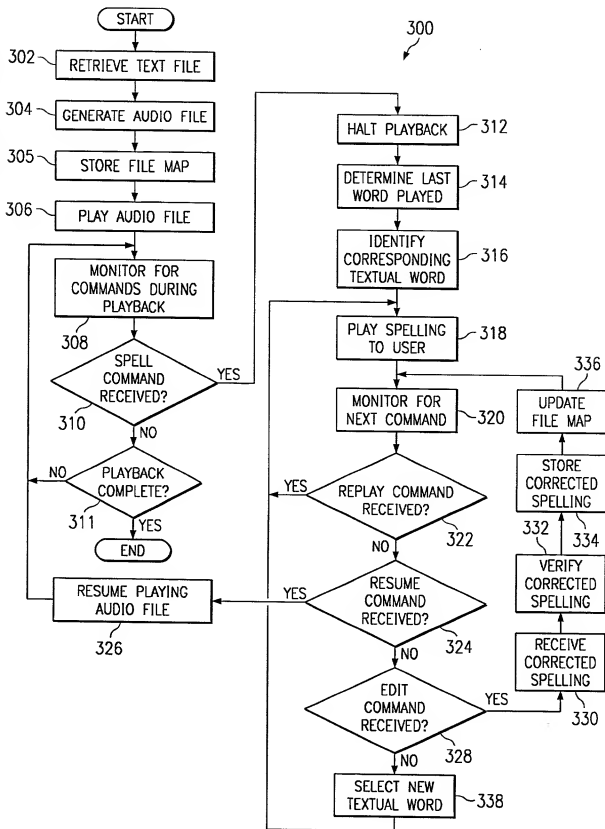 START
300
302
RETRIEVE TEXT FILE
304
GENERATE AUDIO FILE
305
STORE FILE MAP
306
PLAY AUDIO FILE
MONITOR FOR
COMMANDS DURING
PLAYBACK
308
SPELL
COMMAND
RECEIVED?
YES
310
NO
PLAYBACK
COMPLETE?
NO
311
YES
END
RESUME PLAYING
AUDIO FILE
326
HALT PLAYBACK
312
DETERMINE LAST
WORD PLAYED
314
IDENTIFY
CORRESPONDING
TEXTUAL WORD
316
PLAY SPELLING
TO USER
318
MONITOR FOR
NEXT COMMAND
320
REPLAY COMMAND
RECEIVED?
YES
322
NO
RESUME
COMMAND
RECEIVED?
YES
324
NO
EDIT
COMMAND
RECEIVED?
YES
328
NO
SELECT NEW
TEXTUAL WORD
338
336
UPDATE
FILE MAP
STORE
CORRECTED
SPELLING
334
332
VERIFY
CORRECTED
SPELLING
RECEIVE
CORRECTED
SPELLING
330